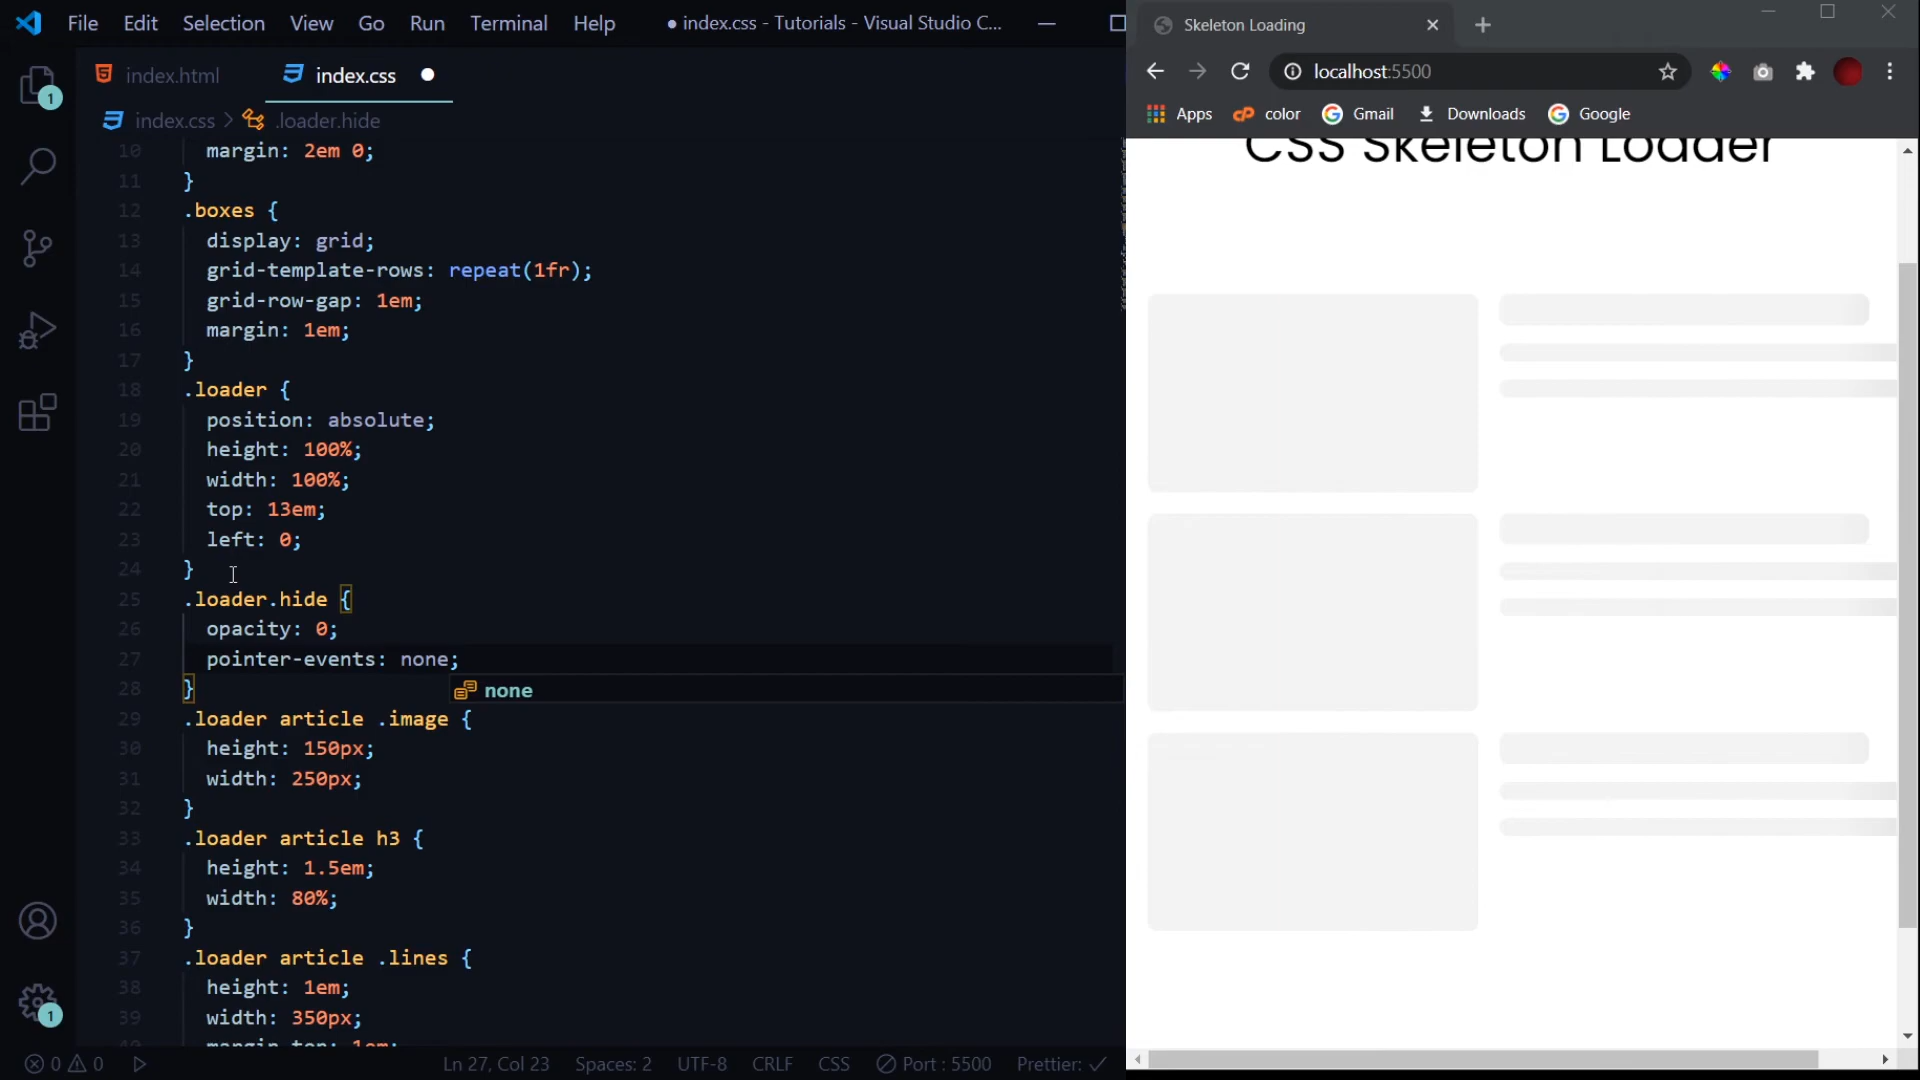 File Edit Selection View Go Run Terminal Help ● index.css - Tutorials - Visual Studio C...
index.html index.css
index.css > .loader.hide
10 margin: 2em 0;
11 }
12 .boxes {
13 display: grid;
14 grid-template-rows: repeat(1fr);
15 grid-row-gap: 1em;
16 margin: 1em;
17 }
18 .loader {
19 position: absolute;
20 height: 100%;
21 width: 100%;
22 top: 13em;
23 left: 0;
24 }
25 .loader.hide {
26 opacity: 0;
27 pointer-events: none;
28 }
none
29 .loader article .image {
30 height: 150px;
31 width: 250px;
32 }
33 .loader article h3 {
34 height: 1.5em;
35 width: 80%;
36 }
37 .loader article .lines {
38 height: 1em;
39 width: 350px;
40 margin-top: 1em;
1
1
0 0 Ln 27, Col 23 Spaces: 2 UTF-8 CRLF CSS Port : 5500 Prettier: ✓
Skeleton Loading
localhost:5500
Apps color Gmail Downloads Google
CSS Skeleton Loader